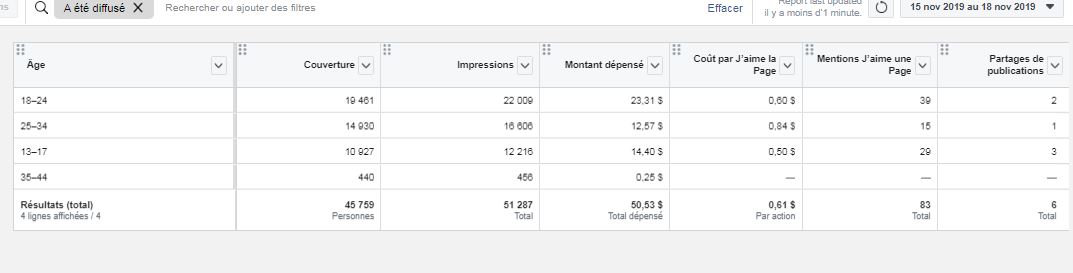 ns
A été diffusé X Rechercher ou ajouter des filtres Effacer
Report last updated
il y a moins d'1 minute.
15 nov 2019 au 18 nov 2019
Âge Couverture Impressions Montant dépensé Coût par J'aime la Page Mentions J'aime une Page Partages de publications
18–24 19 461 22 009 23,31 $ 0,60 $ 39 2
25–34 14 930 16 606 12,57 $ 0,84 $ 15 1
13–17 10 927 12 216 14,40 $ 0,50 $ 29 3
35–44 440 456 0,25 $ — — —
Résultats (total) 45 759 51 287 50,53 $ 0,61 $ 83 6
4 lignes affichées / 4 Personnes Total Total dépensé Par action Total Total